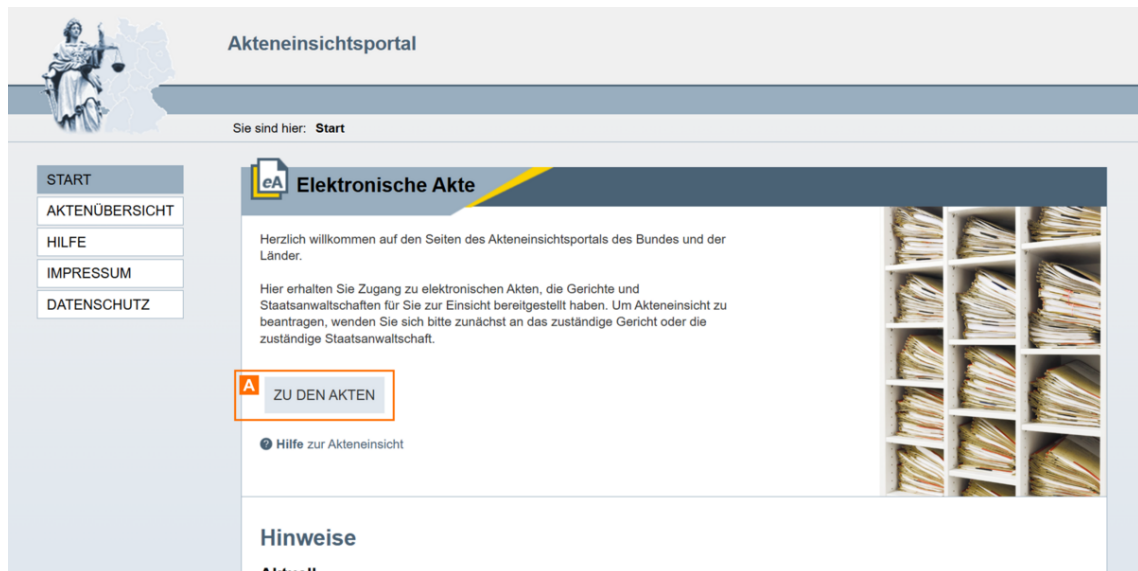 Akteneinsichtsportal
Sie sind hier: Start
START
AKTENÜBERSICHT
HILFE
IMPRESSUM
DATENSCHUTZ
eA Elektronische Akte
Herzlich willkommen auf den Seiten des Akteneinsichtsportals des Bundes und der
Länder.
Hier erhalten Sie Zugang zu elektronischen Akten, die Gerichte und
Staatsanwaltschaften für Sie zur Einsicht bereitgestellt haben. Um Akteneinsicht zu
beantragen, wenden Sie sich bitte zunächst an das zuständige Gericht oder die
zuständige Staatsanwaltschaft.
A ZU DEN AKTEN
? Hilfe zur Akteneinsicht
Hinweise